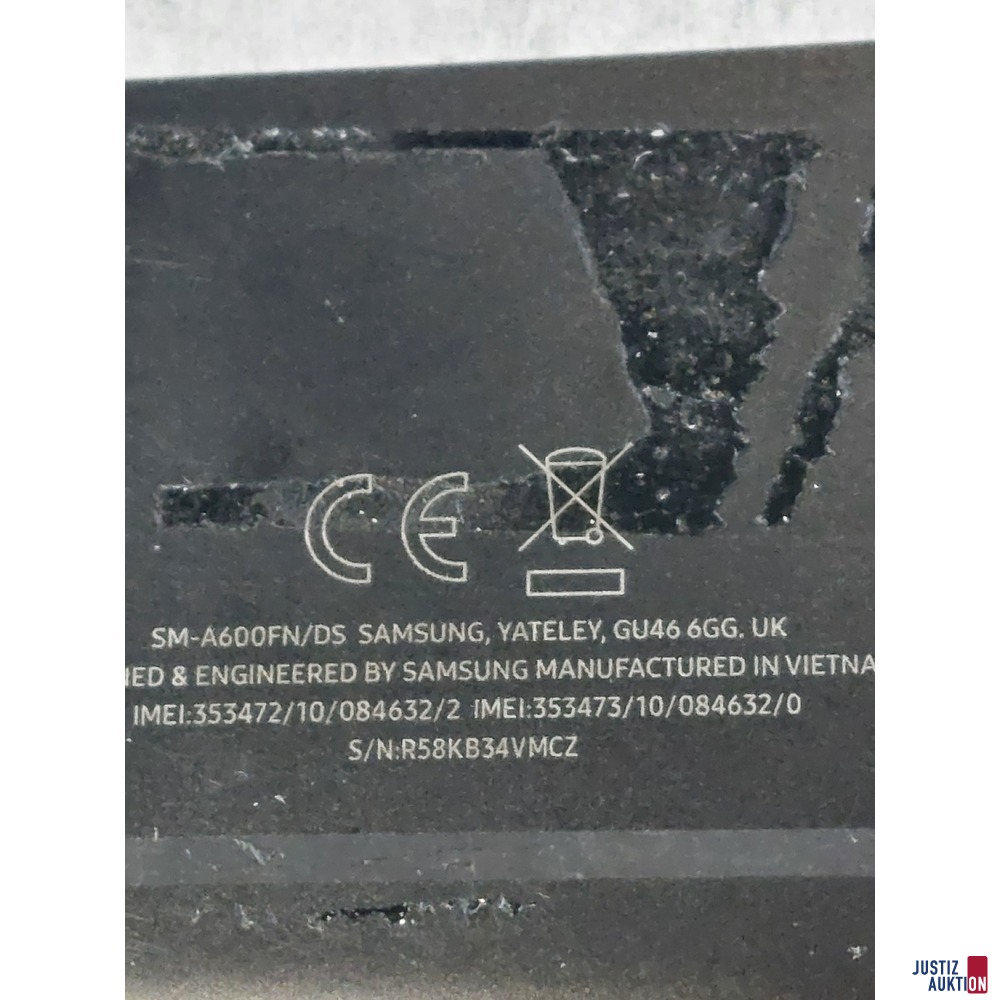 CE
SM-A600FN/DS SAMSUNG, YATELEY, GU46 6GG. UK
NED & ENGINEERED BY SAMSUNG MANUFACTURED IN VIETNA
IMEI:353472/10/084632/2 IMEI:353473/10/084632/0
S/N:R58KB34VMCZ
JUSTIZ
AUKTION